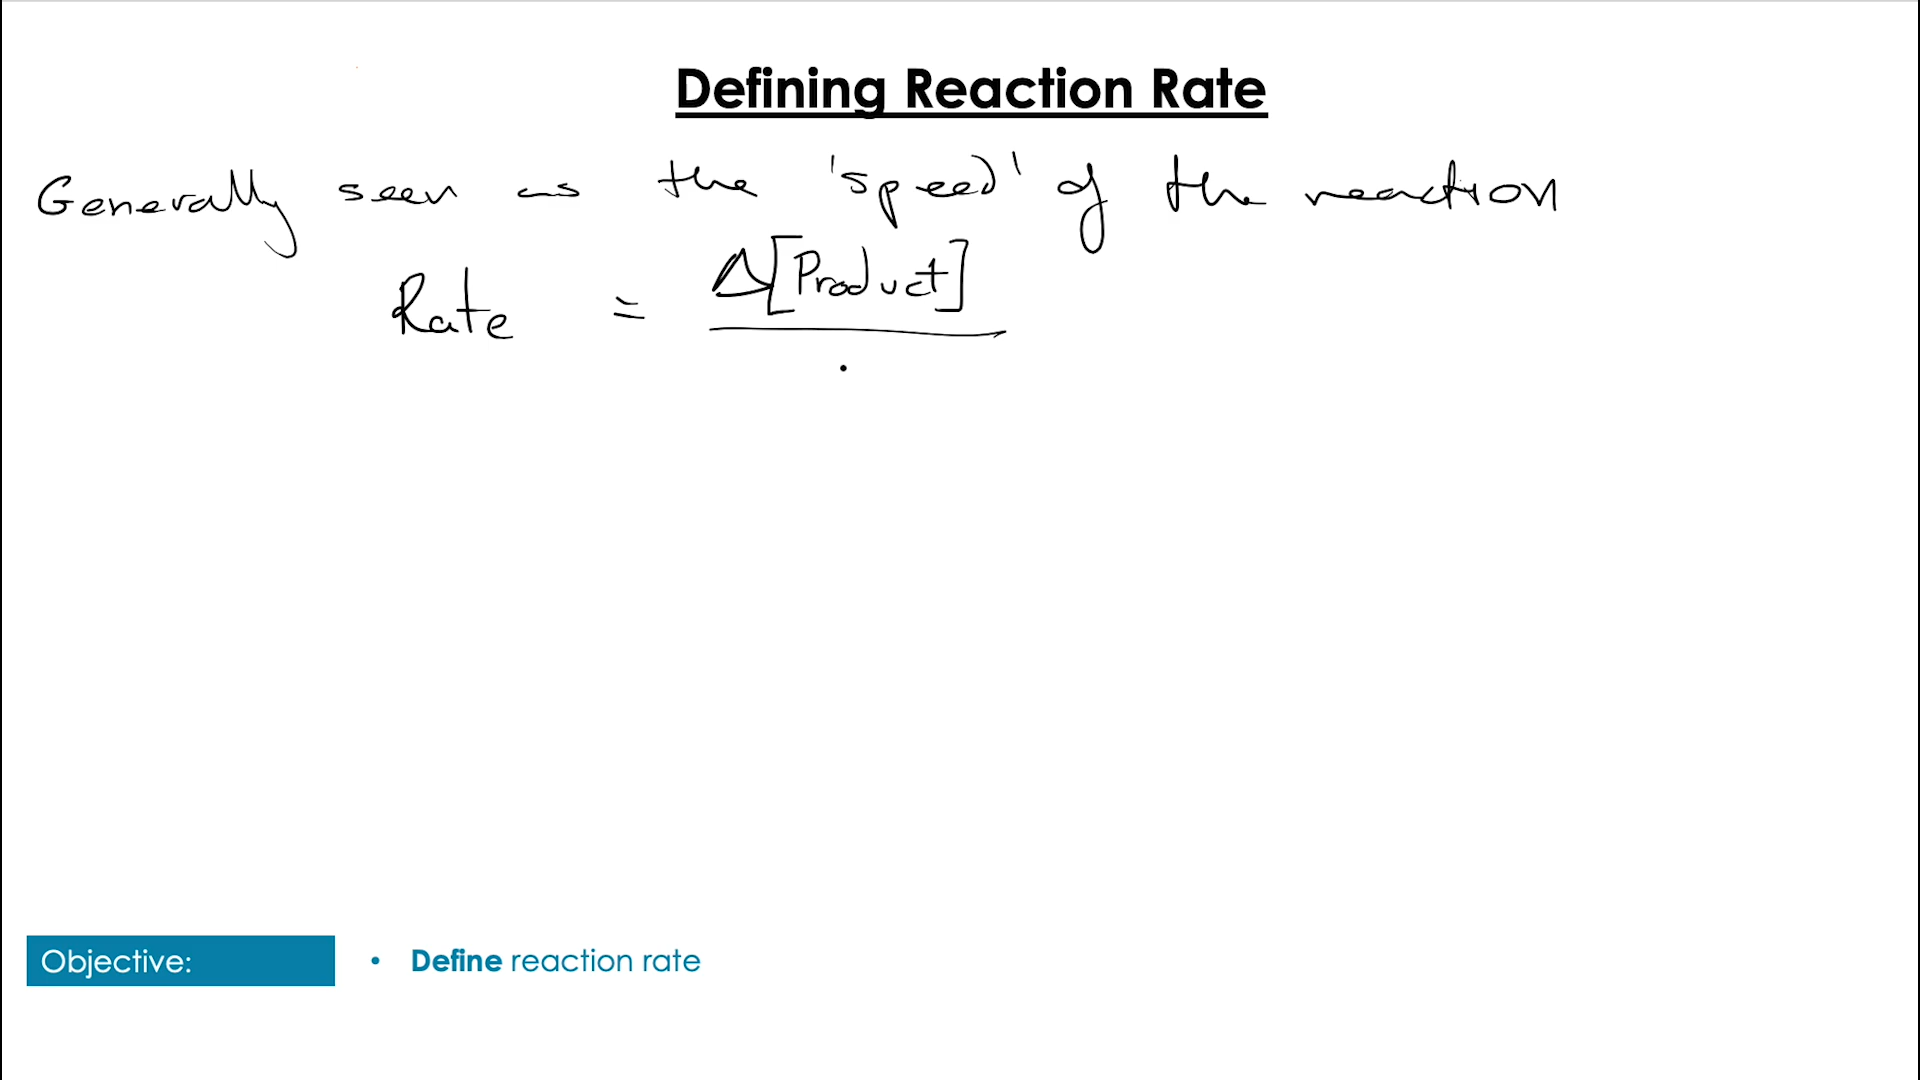 Defining Reaction Rate
Generally seen as the 'speed' of the reaction
Rate = Δ[Product]
Objective:
• Define reaction rate